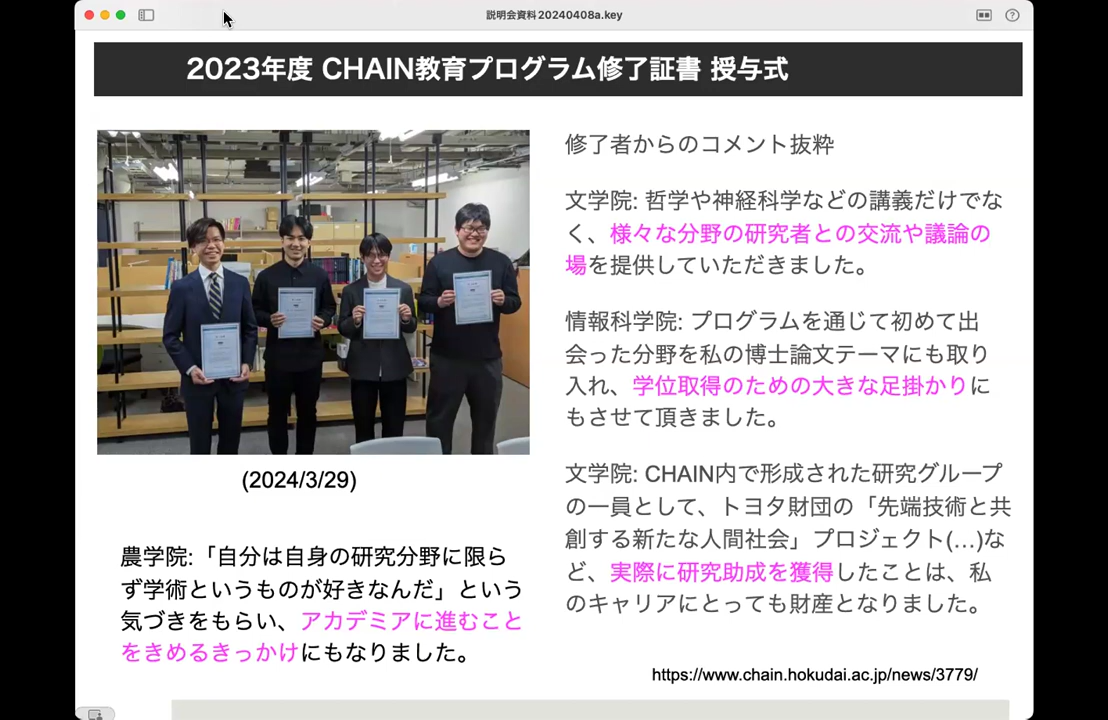 説明会資料20240408a.key
2023年度 CHAIN教育プログラム修了証書 授与式
(2024/3/29)
農学院:「自分は自身の研究分野に限ら
ず学術というものが好きなんだ」という
気づきをもらい、アカデミアに進むこと
をきめるきっかけにもなりました。
修了者からのコメント抜粋
文学院: 哲学や神経科学などの講義だけでな
く、様々な分野の研究者との交流や議論の
場を提供していただきました。
情報科学院: プログラムを通じて初めて出
会った分野を私の博士論文テーマにも取り
入れ、学位取得のための大きな足掛かりに
もさせて頂きました。
文学院: CHAIN内で形成された研究グループ
の一員として、トヨタ財団の「先端技術と共
創する新たな人間社会」プロジェクト(...)な
ど、実際に研究助成を獲得したことは、私
のキャリアにとっても財産となりました。
https://www.chain.hokudai.ac.jp/news/3779/